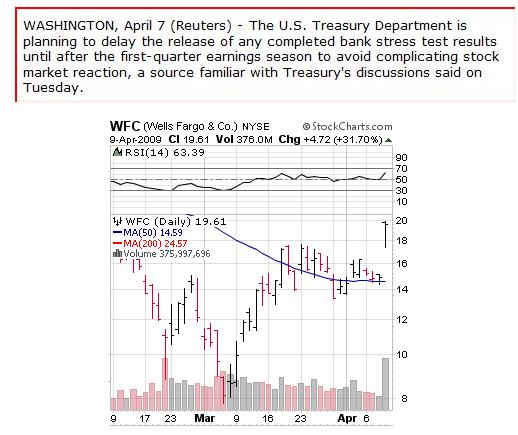 WASHINGTON, April 7 (Reuters) - The U.S. Treasury Department is
planning to delay the release of any completed bank stress test results
until after the first-quarter earnings season to avoid complicating stock
market reaction, a source familiar with Treasury's discussions said on
Tuesday.
WFC (Wells Fargo & Co.) NYSE © StockCharts.com
9-Apr-2009 Cl 19.61 Vol 376.0M Chg +4.72 (+31.70%)
RSI(14) 63.39
90
70
50
30
10
WFC (Daily) 19.61
MA(50) 14.59
MA(200) 24.57
Volume 375,997,696
20
18
16
16
14
14
12
12
10
10
8
8
9 17 23 Mar 9 16 23 Apr 6